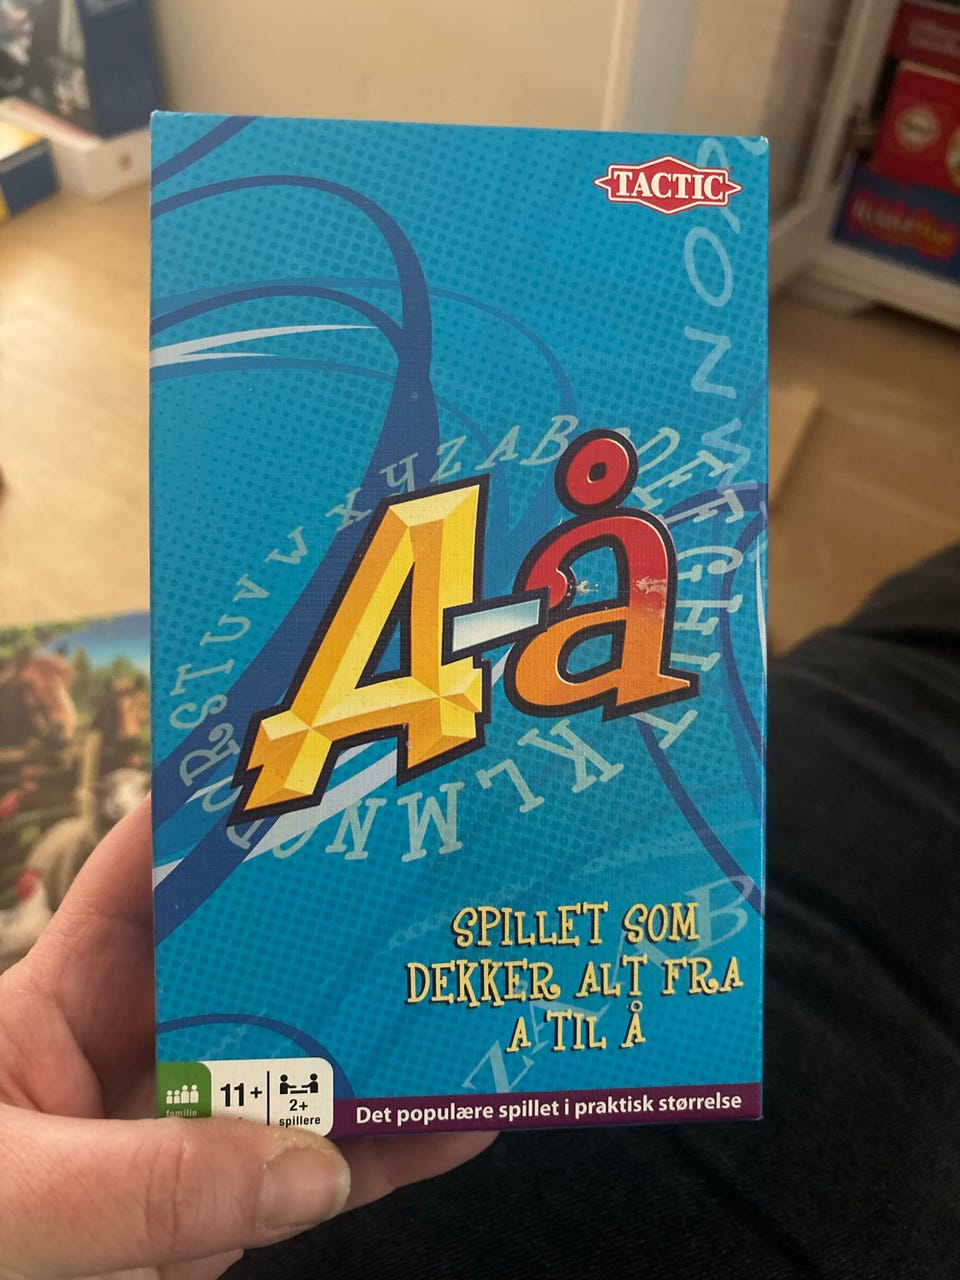 TACTIC
A-å
SPILLET SOM
DEKKER ALT FRA
A TIL Å
familie
11+
2+
spillere
Det populære spillet i praktisk størrelse